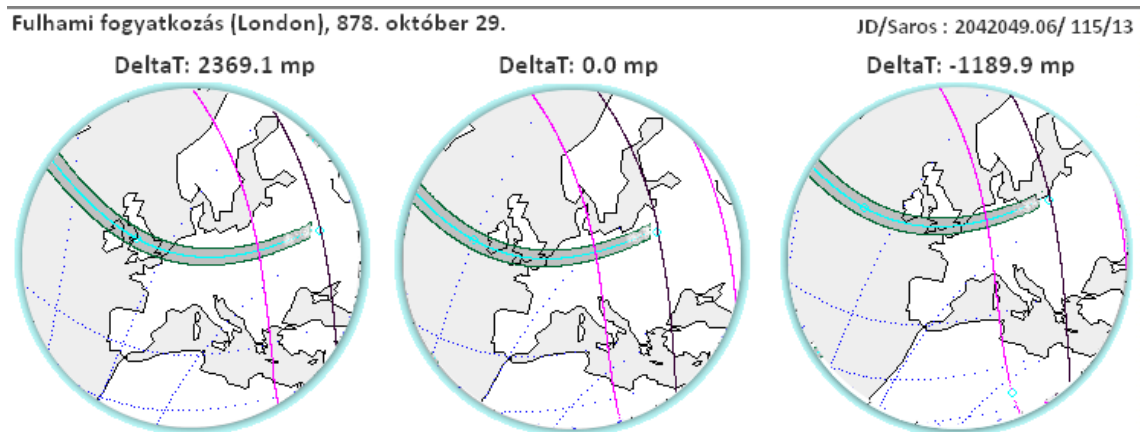 Fulhami fogyatkozás (London), 878. október 29.
JD/Saros : 2042049.06/ 115/13
DeltaT: 2369.1 mp
DeltaT: 0.0 mp
DeltaT: -1189.9 mp